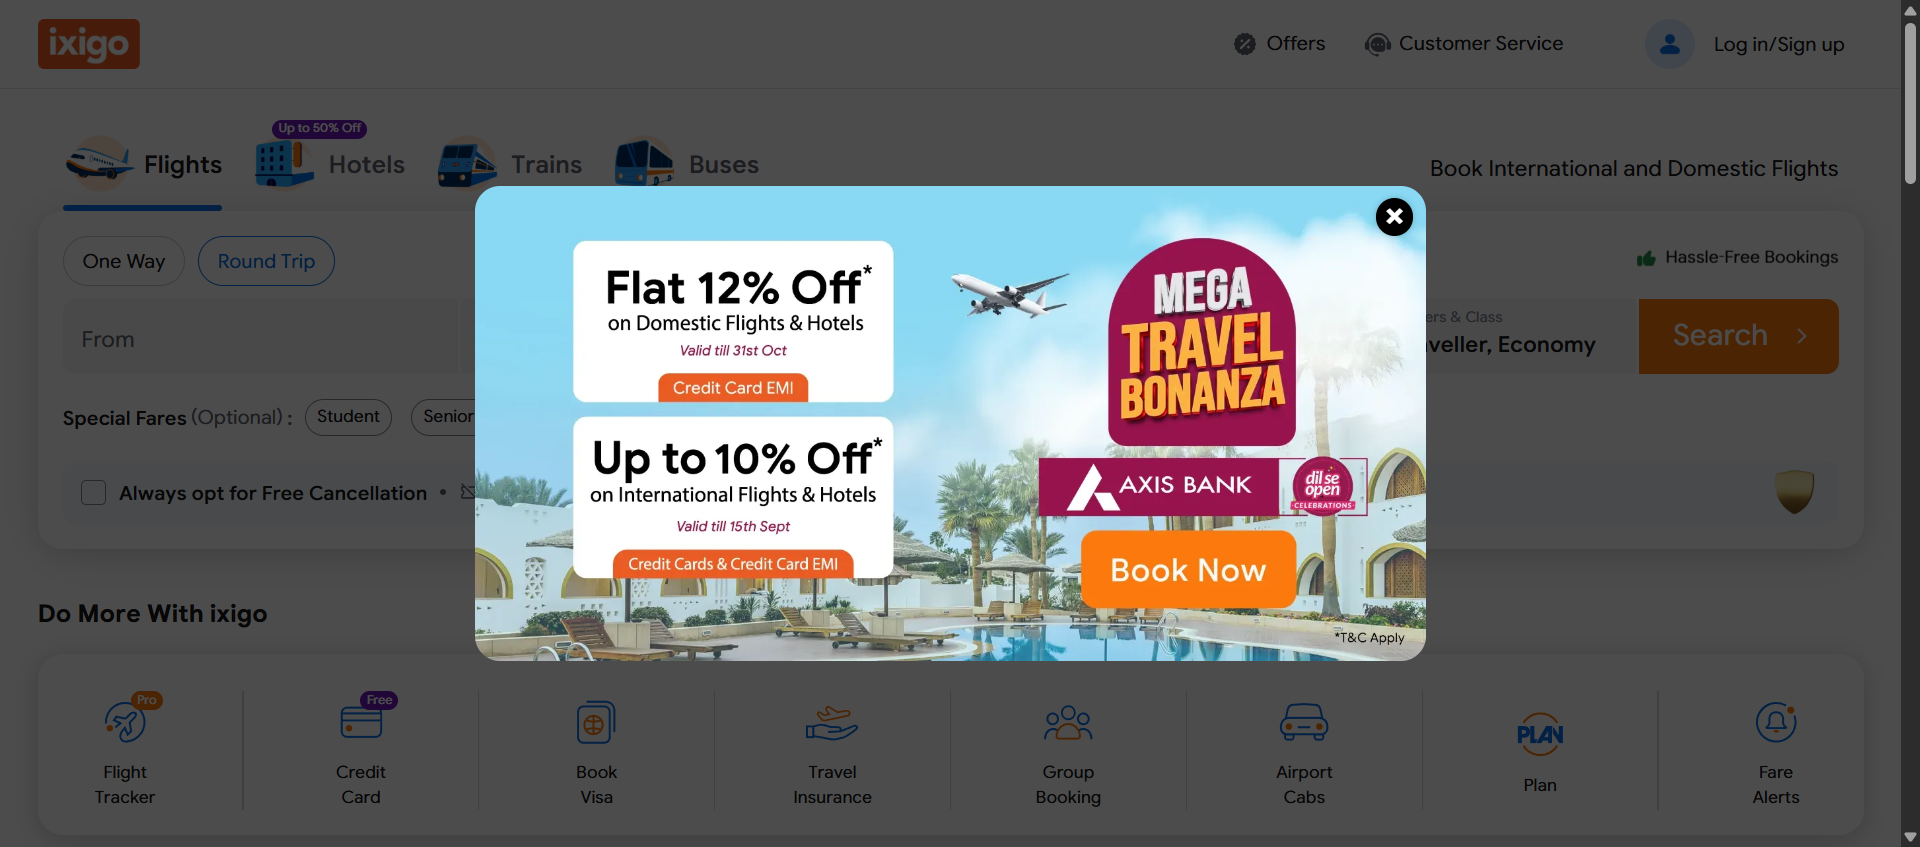 ixigo
Offers
Customer Service
Log in/Sign up
Up to 50% Off
Flights
Hotels
Trains
Buses
Book International and Domestic Flights
One Way
Round Trip
Hassle-Free Bookings
From
ers & Class
veller, Economy
Search
Special Fares (Optional) :
Student
Senior
Always opt for Free Cancellation •
Flat 12% Off*
on Domestic Flights & Hotels
Valid till 31st Oct
Credit Card EMI
Up to 10% Off*
on International Flights & Hotels
Valid till 15th Sept
Credit Cards & Credit Card EMI
MEGA
TRAVEL
BONANZA
AXIS BANK
dil se
open
CELEBRATIONS
Book Now
*T&C Apply
Do More With ixigo
Pro
Flight
Tracker
Free
Credit
Card
Book
Visa
Travel
Insurance
Group
Booking
Airport
Cabs
PLAN
Plan
Fare
Alerts